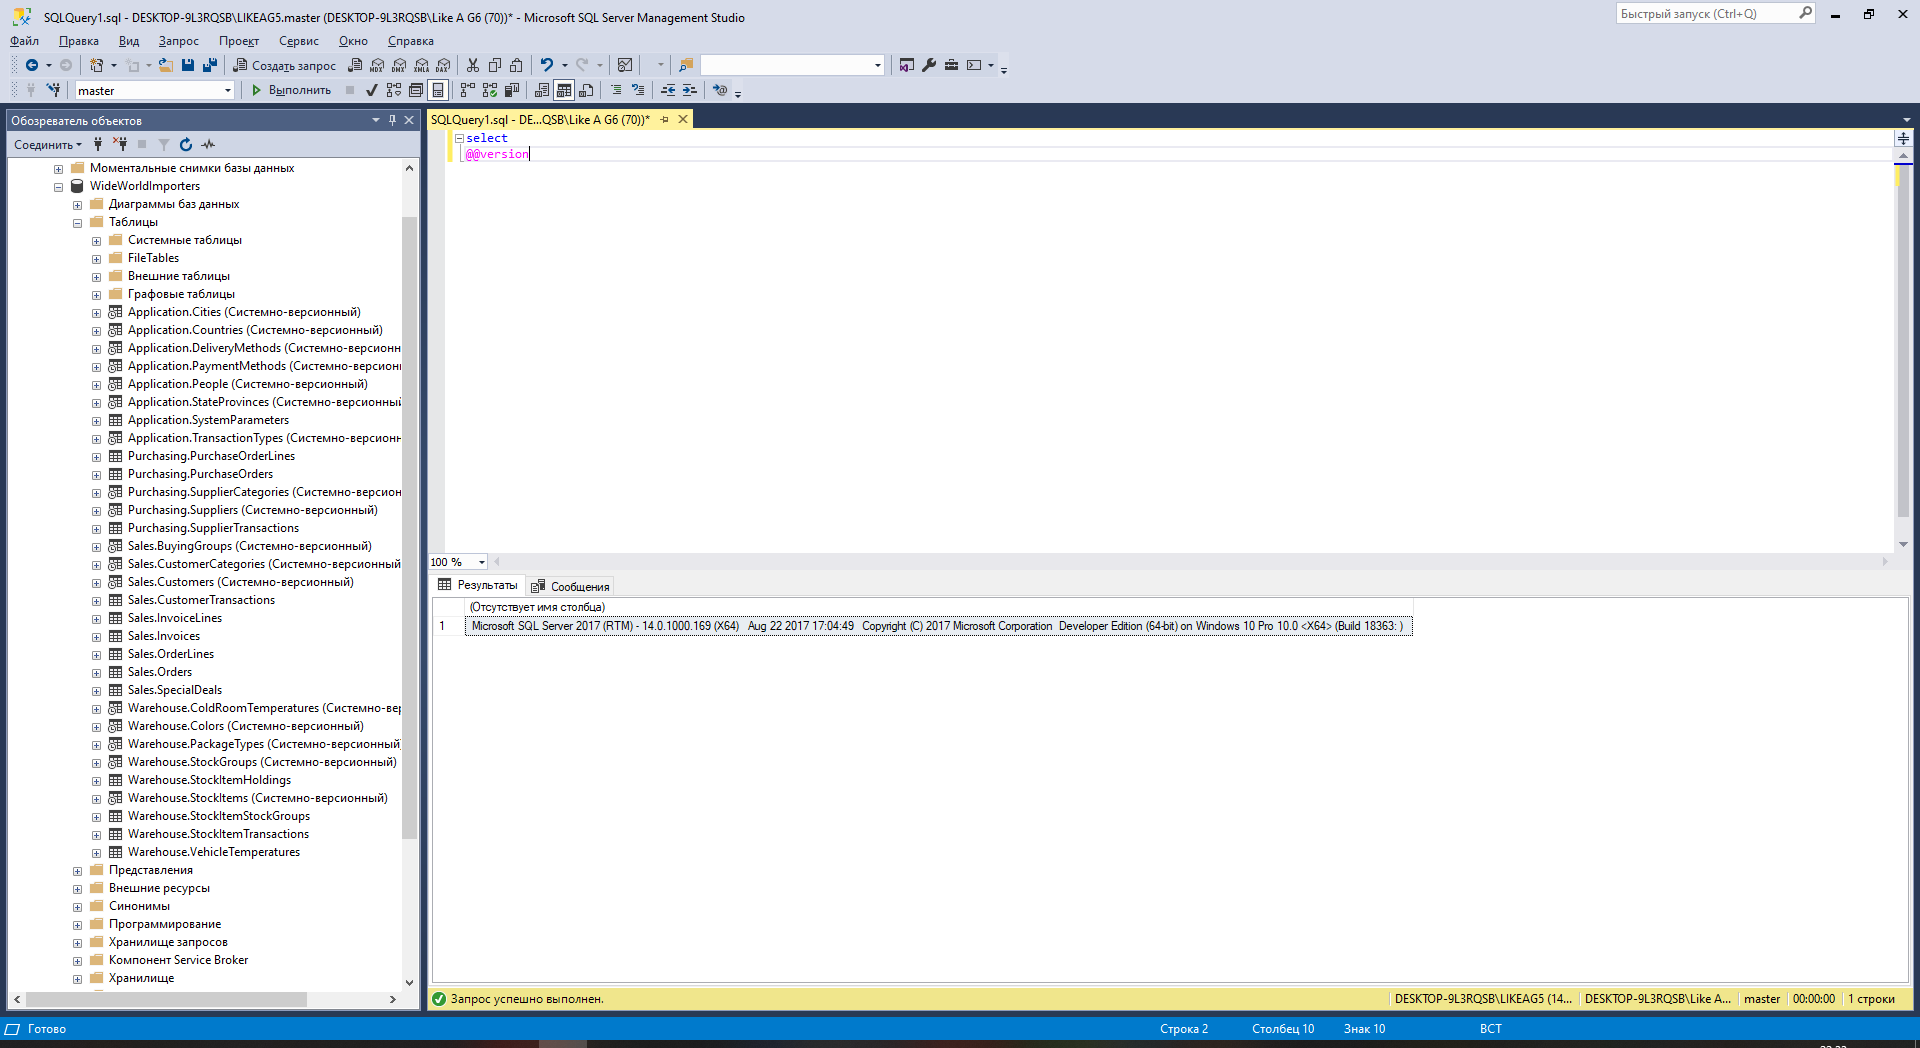 SQLQuery1.sql - DESKTOP-9L3RQSB\LIKEAG5.master (DESKTOP-9L3RQSB\Like A G6 (70))* - Microsoft SQL Server Management Studio
Быстрый запуск (Ctrl+Q)
Файл Правка Вид Запрос Проект Сервис Окно Справка
Создать запрос MDX DMX XMLA DAX
master Выполнить
Обозреватель объектов
SQLQuery1.sql - DE...QSB\Like A G6 (70))*
Соединить
Моментальные снимки базы данных
WideWorldImporters
Диаграммы баз данных
Таблицы
Системные таблицы
FileTables
Внешние таблицы
Графовые таблицы
Application.Cities (Системно-версионный)
Application.Countries (Системно-версионный)
Application.DeliveryMethods (Системно-версионн
Application.PaymentMethods (Системно-версион
Application.People (Системно-версионный)
Application.StateProvinces (Системно-версионны
Application.SystemParameters
Application.TransactionTypes (Системно-версионн
Purchasing.PurchaseOrderLines
Purchasing.PurchaseOrders
Purchasing.SupplierCategories (Системно-версион
Purchasing.Suppliers (Системно-версионный)
Purchasing.SupplierTransactions
Sales.BuyingGroups (Системно-версионный)
Sales.CustomerCategories (Системно-версионный
Sales.Customers (Системно-версионный)
Sales.CustomerTransactions
Sales.InvoiceLines
Sales.Invoices
Sales.OrderLines
Sales.Orders
Sales.SpecialDeals
Warehouse.ColdRoomTemperatures (Системно-вер
Warehouse.Colors (Системно-версионный)
Warehouse.PackageTypes (Системно-версионный
Warehouse.StockGroups (Системно-версионный)
Warehouse.StockItemHoldings
Warehouse.StockItems (Системно-версионный)
Warehouse.StockItemStockGroups
Warehouse.StockItemTransactions
Warehouse.VehicleTemperatures
Представления
Внешние ресурсы
Синонимы
Программирование
Хранилище запросов
Компонент Service Broker
Хранилище
select
@@version
100 %
Результаты Сообщения
(Отсутствует имя столбца)
1 Microsoft SQL Server 2017 (RTM) - 14.0.1000.169 (X64) Aug 22 2017 17:04:49 Copyright (C) 2017 Microsoft Corporation Developer Edition (64-bit) on Windows 10 Pro 10.0 <X64> (Build 18363: )
Запрос успешно выполнен. DESKTOP-9L3RQSB\LIKEAG5 (14... DESKTOP-9L3RQSB\Like A... master 00:00:00 1 строки
Готово Строка 2 Столбец 10 Знак 10 ВСТ